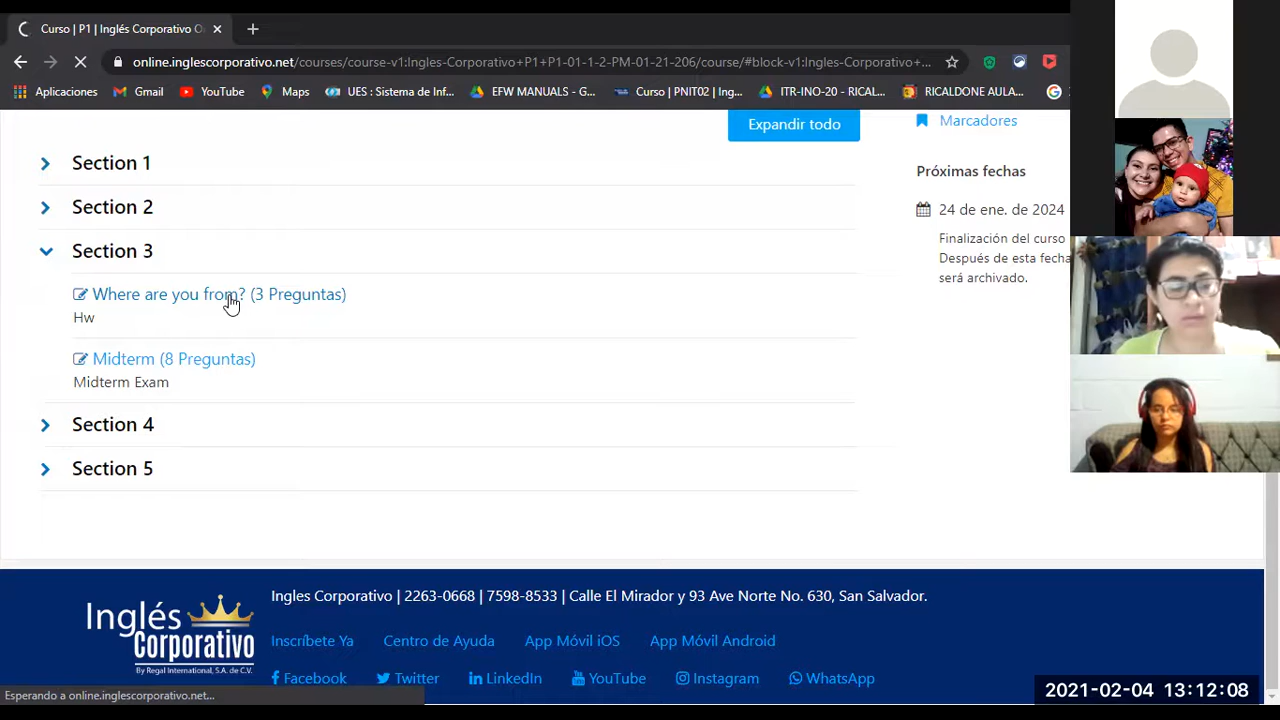 Curso | P1 | Inglés Corporativo O
online.inglescorporativo.net/courses/course-v1:Ingles-Corporativo+P1+P1-01-1-2-PM-01-21-206/course/#block-v1:Ingles-Corporativo+...
Aplicaciones Gmail YouTube Maps UES : Sistema de Inf... EFW MANUALS - G... Curso | PNIT02 | Ing... ITR-INO-20 - RICAL... RICALDONE AULA...
Expandir todo
Marcadores
Section 1
Próximas fechas
Section 2
24 de ene. de 2024
Finalización del curso
Después de esta fecha
será archivado.
Section 3
Where are you from? (3 Preguntas)
Hw
Midterm (8 Preguntas)
Midterm Exam
Section 4
Section 5
Inglés
Corporativo
By Regal International, S.A. de C.V.
Ingles Corporativo | 2263-0668 | 7598-8533 | Calle El Mirador y 93 Ave Norte No. 630, San Salvador.
Inscríbete Ya Centro de Ayuda App Móvil iOS App Móvil Android
Facebook Twitter LinkedIn YouTube Instagram WhatsApp
Esperando a online.inglescorporativo.net...
2021-02-04 13:12:08